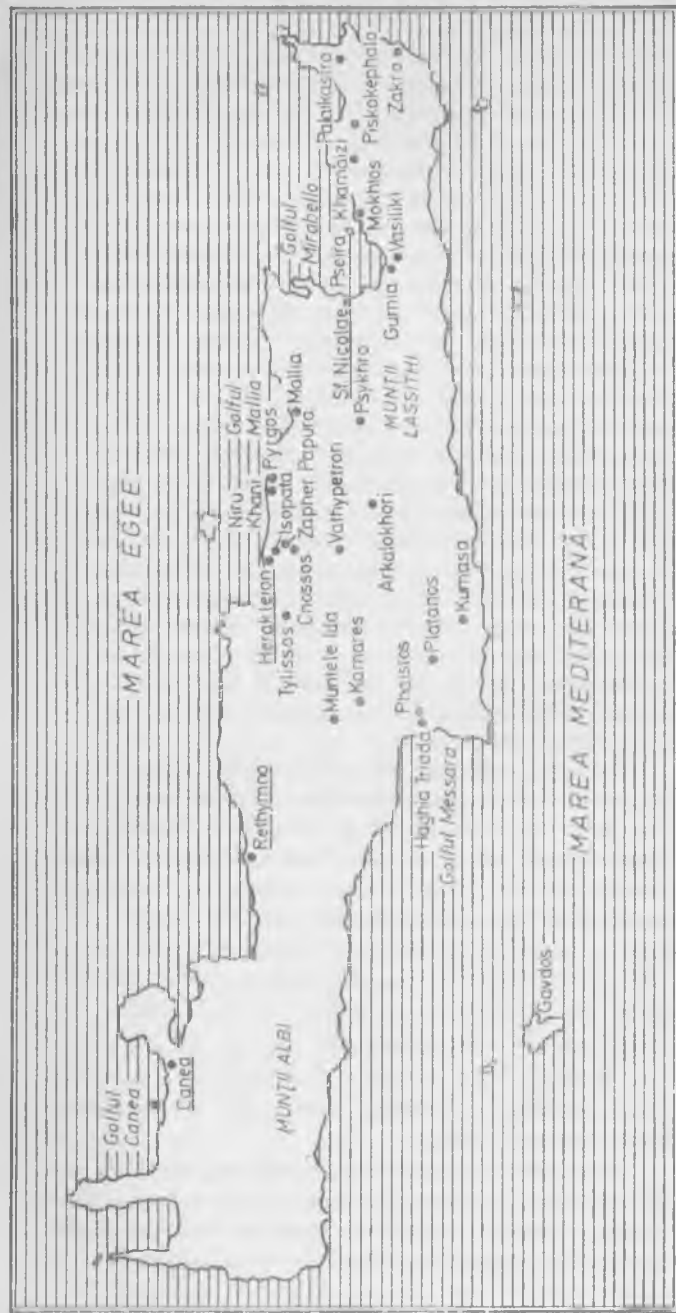 MAREA EGEE
Golful
Canea
Canea
MUNȚII ALBI
Rethymno
Herakleion
Tylissos
Cnossos
Isopata
Zapher Papura
Niru
Khani
Pyrgos
Golful
Mallia
Mallia
Muntele Ida
Kamares
Vathypetron
Arkalokhori
Phaistos
Haghia Triada
Golful Messara
Platanos
Kumasa
Golful
Mirabello
Sf. Nicolae
Psykhro
MUNȚII
LASSITHI
Pseira
Khamaizi
Mokhlos
Gurnia
Vasiliki
Palaikastro
Piskokephalo
Zakro
Gavdos
MAREA MEDITERANĂ